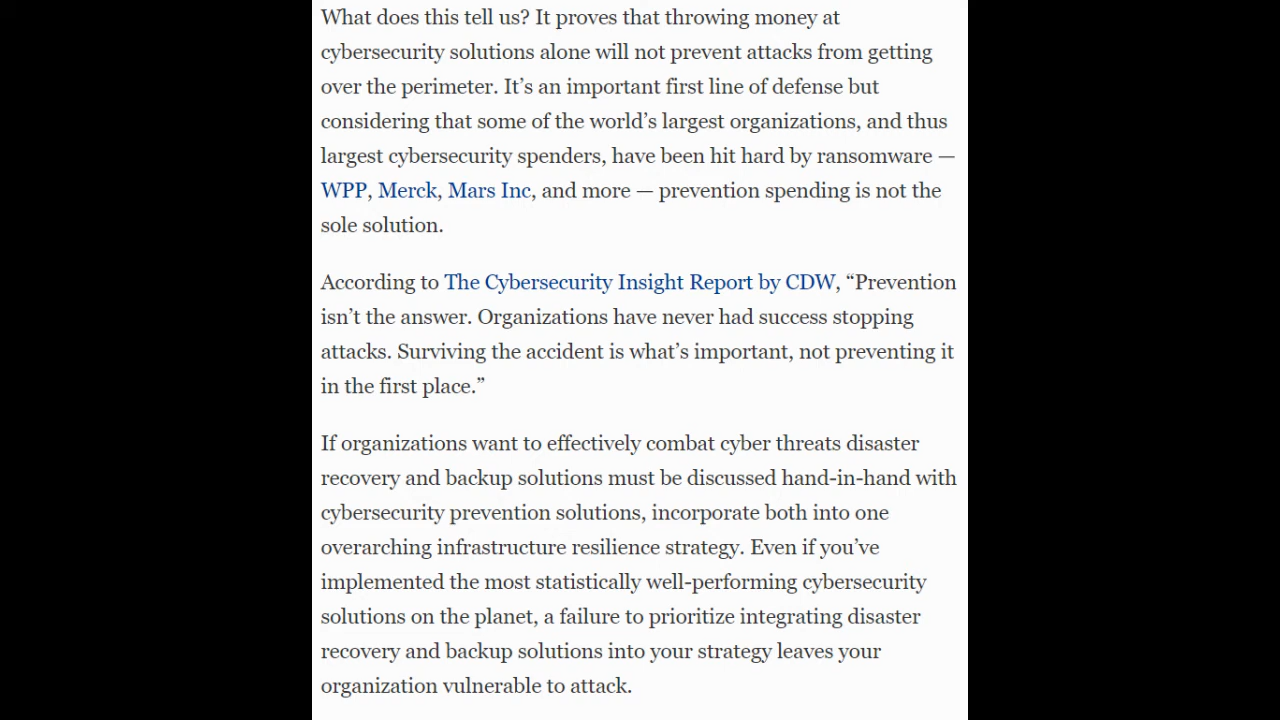 What does this tell us? It proves that throwing money at
cybersecurity solutions alone will not prevent attacks from getting
over the perimeter. It’s an important first line of defense but
considering that some of the world’s largest organizations, and thus
largest cybersecurity spenders, have been hit hard by ransomware —
WPP, Merck, Mars Inc, and more — prevention spending is not the
sole solution.
According to The Cybersecurity Insight Report by CDW, “Prevention
isn’t the answer. Organizations have never had success stopping
attacks. Surviving the accident is what’s important, not preventing it
in the first place.”
If organizations want to effectively combat cyber threats disaster
recovery and backup solutions must be discussed hand-in-hand with
cybersecurity prevention solutions, incorporate both into one
overarching infrastructure resilience strategy. Even if you’ve
implemented the most statistically well-performing cybersecurity
solutions on the planet, a failure to prioritize integrating disaster
recovery and backup solutions into your strategy leaves your
organization vulnerable to attack.